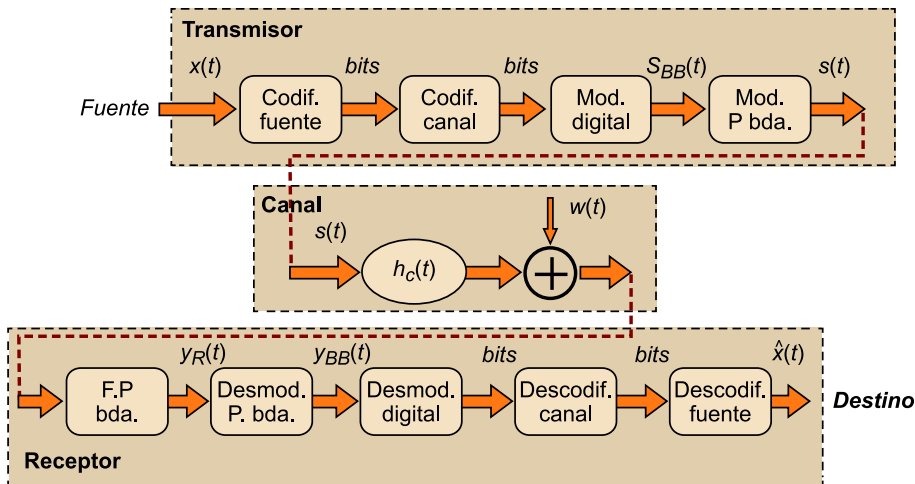 Transmisor
x(t)
bits
bits
S_BB(t)
s(t)
Fuente
Codif.
fuente
Codif.
canal
Mod.
digital
Mod.
P bda.
Canal
w(t)
s(t)
h_c(t)
+
y_R(t)
y_BB(t)
bits
bits
x̂(t)
F.P
bda.
Desmod.
P. bda.
Desmod.
digital
Descodif.
canal
Descodif.
fuente
Destino
Receptor